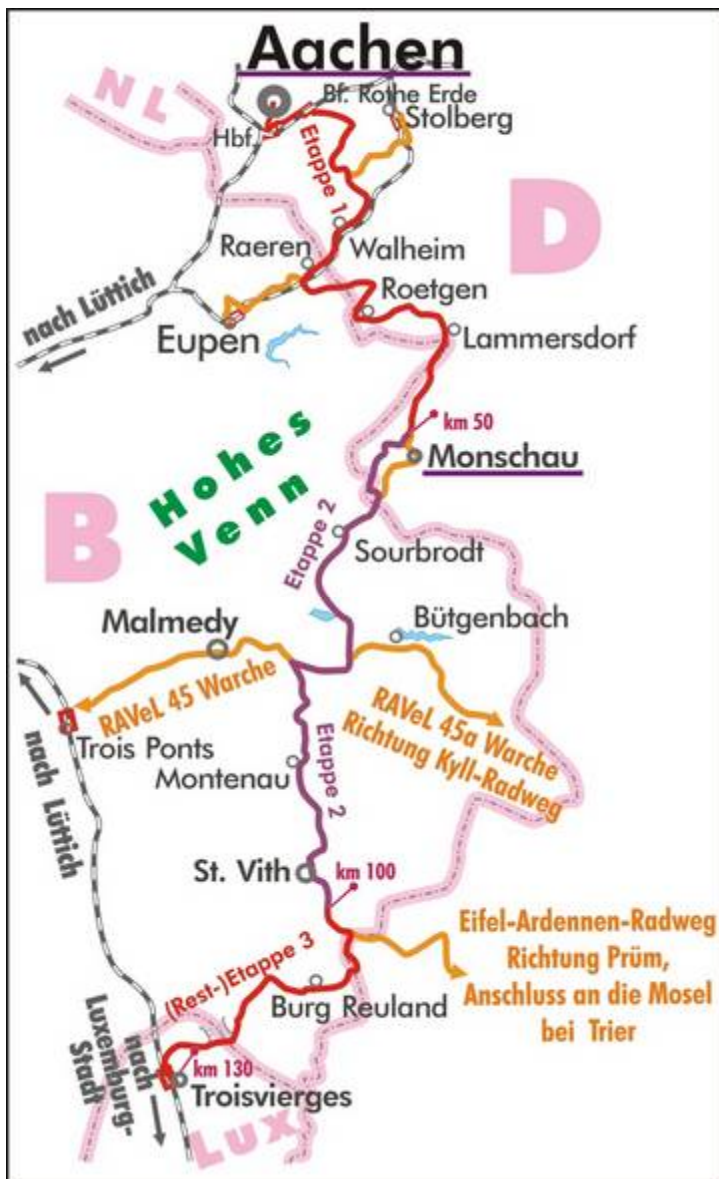 Aachen
NL
Bf. Rothe Erde
Stolberg
Hbf.
Etappe 1
D
Raeren
Walheim
nach Lüttich
Roetgen
Eupen
Lammersdorf
km 50
Hohes
Venn
Monschau
B
Etappe 2
Sourbrodt
Malmedy
Bütgenbach
RAVeL 45 Warche
RAVeL 45a Warche
Richtung Kyll-Radweg
Trois Ponts
nach Lüttich
Montenau
Etappe 2
St. Vith
km 100
Eifel-Ardennen-Radweg
Richtung Prüm,
Anschluss an die Mosel
bei Trier
(Rest-)Etappe 3
Burg Reuland
nach
Luxemburg-
Stadt
km 130
Troisvierges
Lux